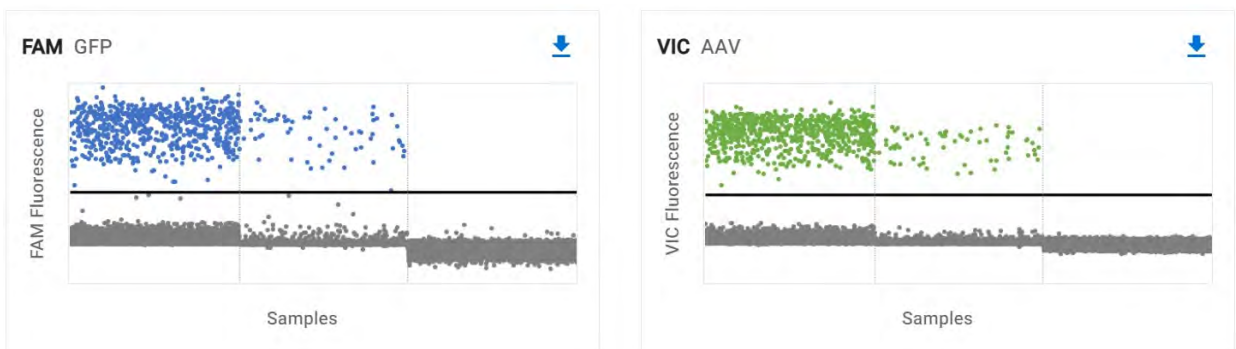 FAM GFP
FAM Fluorescence
Samples
VIC AAV
VIC Fluorescence
Samples